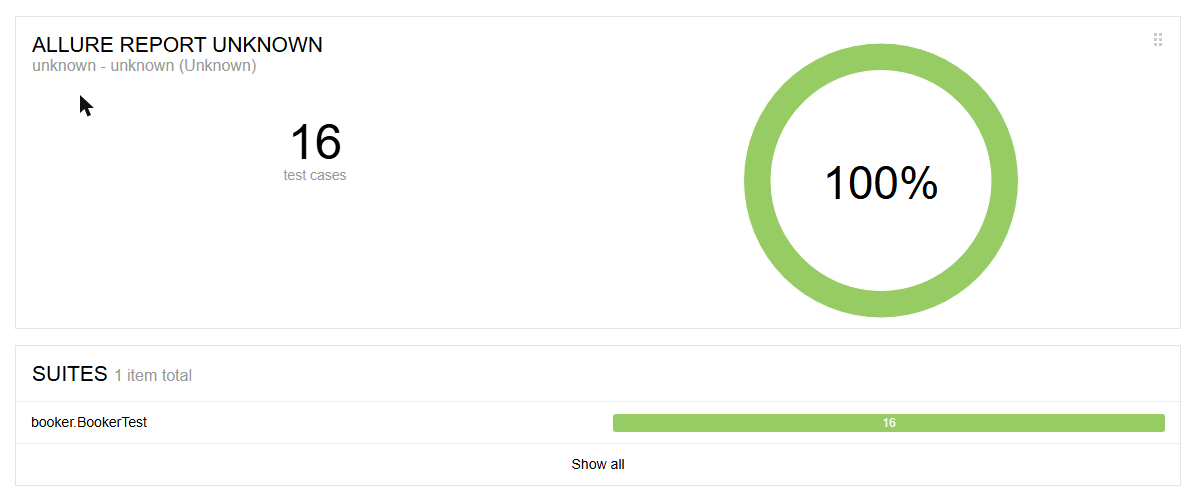 ALLURE REPORT UNKNOWN
unknown - unknown (Unknown)
16
test cases
100%
SUITES 1 item total
booker.BookerTest 16
Show all